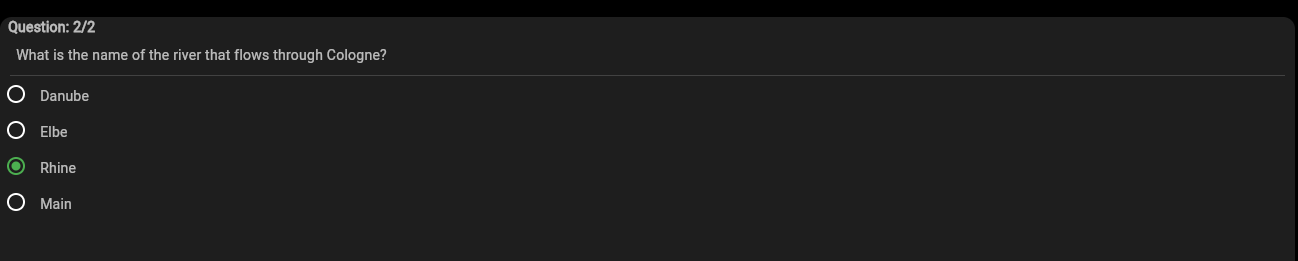 Question: 2/2
What is the name of the river that flows through Cologne?
Danube
Elbe
Rhine
Main